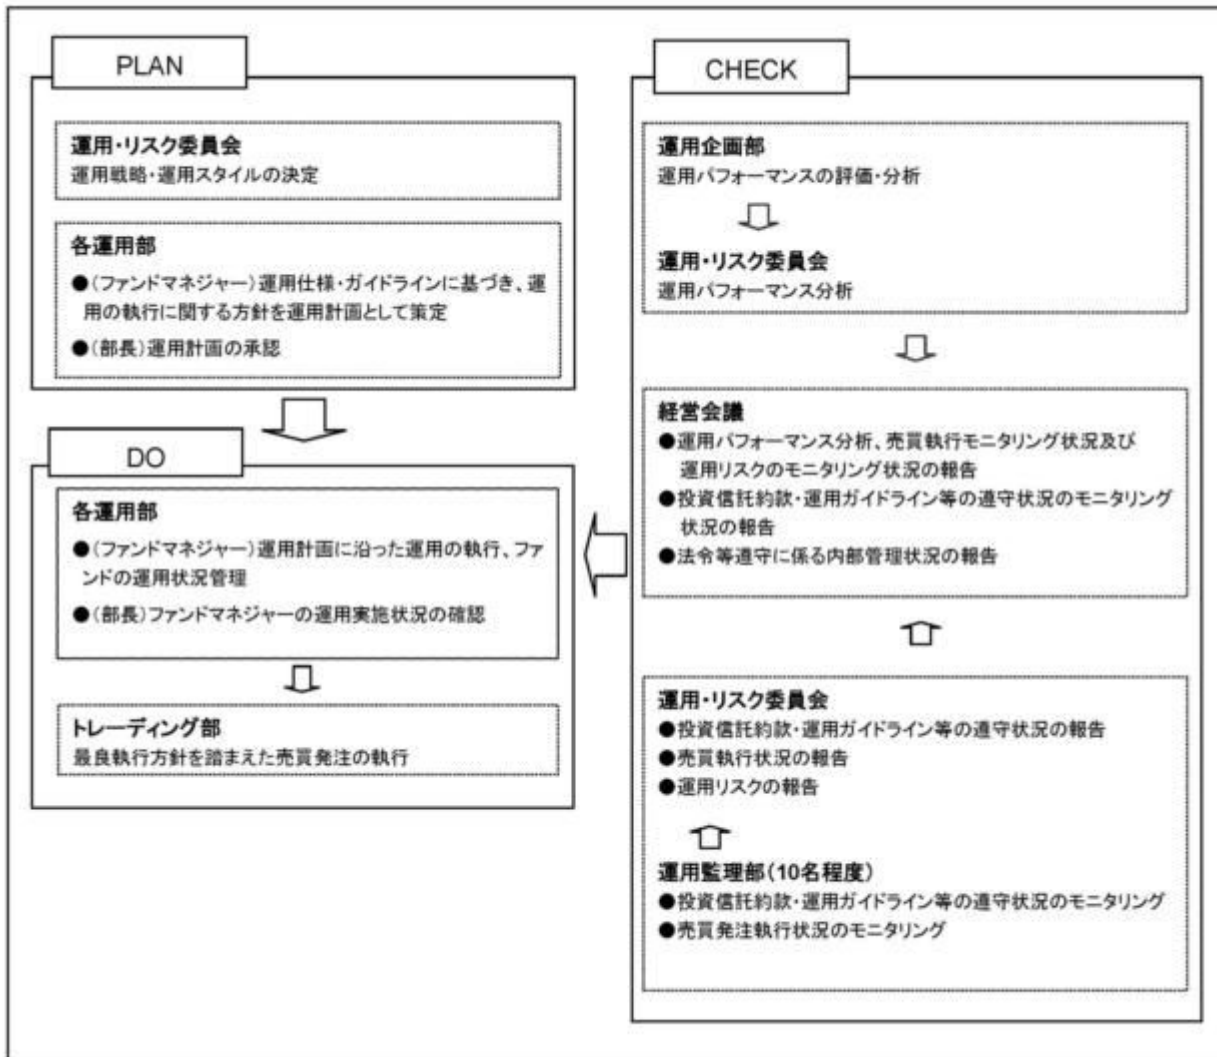 PLAN
運用・リスク委員会
運用戦略・運用スタイルの決定
各運用部
●(ファンドマネジャー)運用仕様・ガイドラインに基づき、運
用の執行に関する方針を運用計画として策定
●(部長)運用計画の承認
DO
各運用部
●(ファンドマネジャー)運用計画に沿った運用の執行、ファ
ンドの運用状況管理
●(部長)ファンドマネジャーの運用実施状況の確認
トレーディング部
最良執行方針を踏まえた売買発注の執行
CHECK
運用企画部
運用パフォーマンスの評価・分析
運用・リスク委員会
運用パフォーマンス分析
経営会議
●運用パフォーマンス分析、売買執行モニタリング状況及び
運用リスクのモニタリング状況の報告
●投資信託約款・運用ガイドライン等の遵守状況のモニタリング
状況の報告
●法令等遵守に係る内部管理状況の報告
運用・リスク委員会
●投資信託約款・運用ガイドライン等の遵守状況の報告
●売買執行状況の報告
●運用リスクの報告
運用監理部(10名程度)
●投資信託約款・運用ガイドライン等の遵守状況のモニタリング
●売買発注執行状況のモニタリング